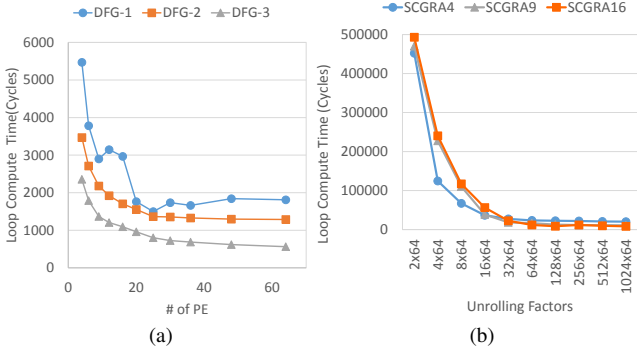 DFG-1 DFG-2 DFG-3
Loop Compute Time(Cycles)
6000
5000
4000
3000
2000
1000
0
0 20 40 60
# of PE
(a)
SCGRA4 SCGRA9 SCGRA16
Loop Compute Time (Cycles)
500000
400000
300000
200000
100000
0
2x64
4x64
8x64
16x64
32x64
64x64
128x64
256x64
512x64
1024x64
Unrolling Factors
(b)